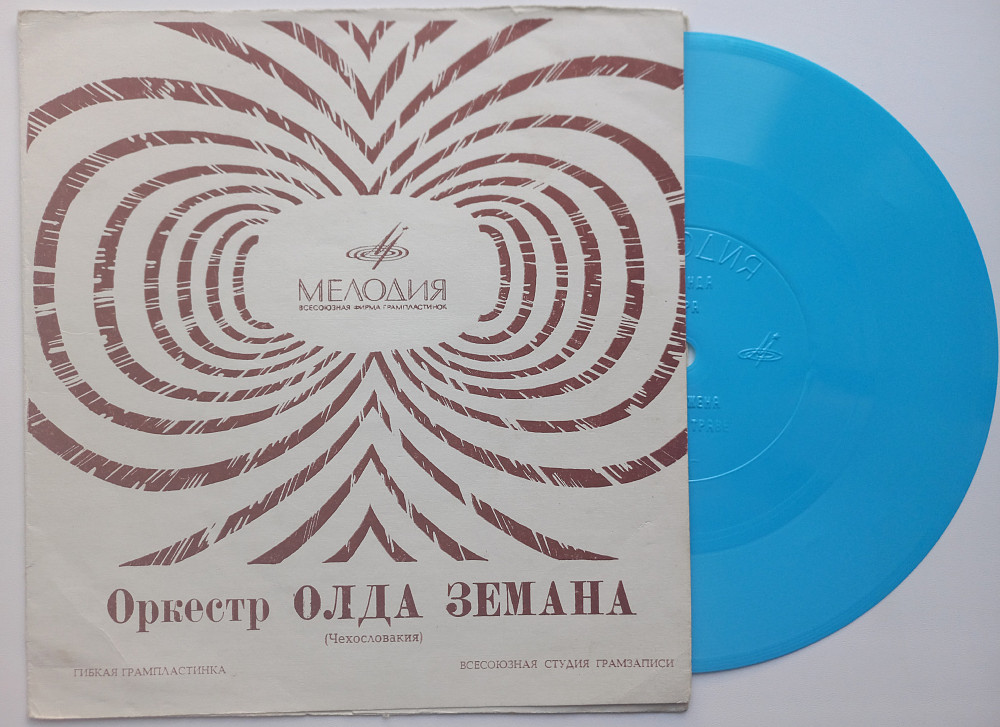 МЕЛОДИЯ
ВСЕСОЮЗНАЯ ФИРМА ГРАМПЛАСТИНОК
Оркестр ОЛДА ЗЕМАНА
(Чехословакия)
ГИБКАЯ ГРАМПЛАСТИНКА
ВСЕСОЮЗНАЯ СТУДИЯ ГРАМЗАПИСИ